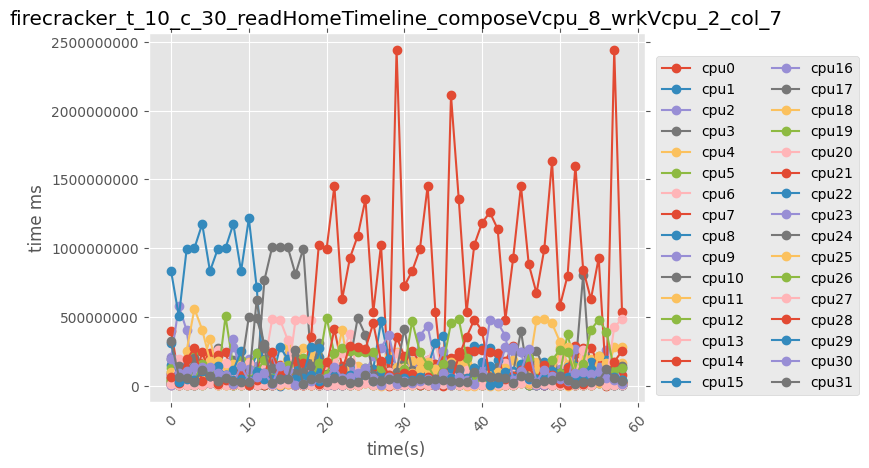 firecracker_t_10_c_30_readHomeTimeline_composeVcpu_8_wrkVcpu_2_col_7
2500000000
2000000000
1500000000
1000000000
500000000
0
time ms
0
10
20
30
40
50
60
time(s)
cpu0
cpu1
cpu2
cpu3
cpu4
cpu5
cpu6
cpu7
cpu8
cpu9
cpu10
cpu11
cpu12
cpu13
cpu14
cpu15
cpu16
cpu17
cpu18
cpu19
cpu20
cpu21
cpu22
cpu23
cpu24
cpu25
cpu26
cpu27
cpu28
cpu29
cpu30
cpu31